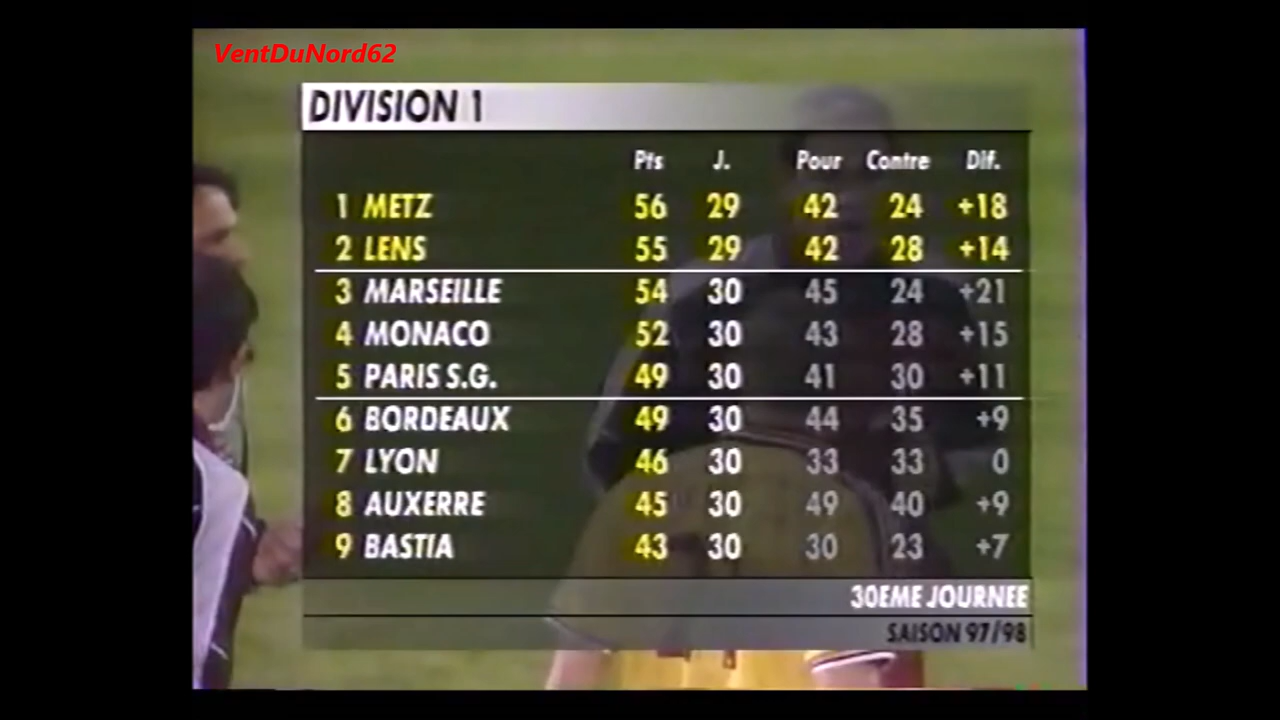 VentDuNord62
DIVISION 1
Pts J. Pour Contre Dif.
1 METZ 56 29 42 24 +18
2 LENS 55 29 42 28 +14
3 MARSEILLE 54 30 45 24 +21
4 MONACO 52 30 43 28 +15
5 PARIS S.G. 49 30 41 30 +11
6 BORDEAUX 49 30 44 35 +9
7 LYON 46 30 33 33 0
8 AUXERRE 45 30 49 40 +9
9 BASTIA 43 30 30 23 +7
30EME JOURNEE
SAISON 97/98